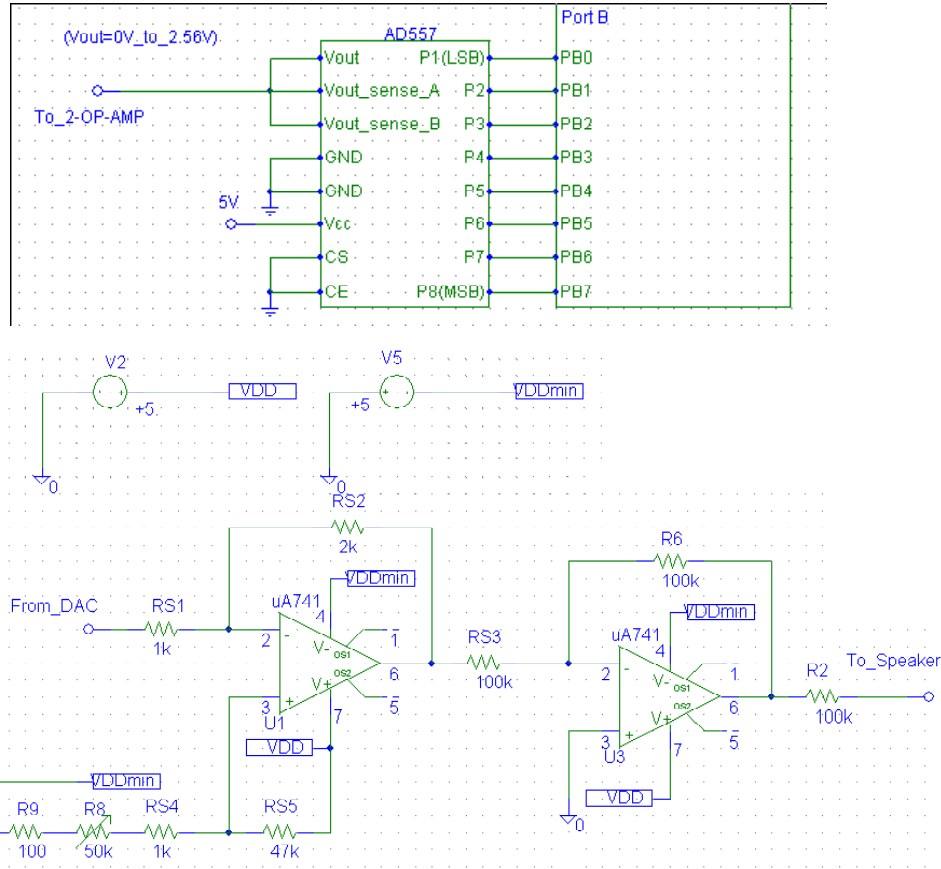 Port B
(Vout=0V_to_2.56V)
AD557
Vout P1(LSB) PB0
Vout_sense_A P2 PB1
To_2-OP-AMP
Vout_sense_B P3 PB2
GND P4 PB3
GND P5 PB4
5V
Vcc P6 PB5
CS P7 PB6
CE P8(MSB) PB7
V2 V5
VDD VDDmin
+5 +5
0 0
RS2
2k
R6
100k
VDDmin
From_DAC RS1 uA741 4
VDDmin
1k 2 - V- OS1 1
RS3 uA741 4
To_Speaker
OS2 6
100k 2 - V- OS1 1
R2
3 + V+ 5
U1 7
OS2 6
100k
VDD
3 + V+ 7 5
U3
VDDmin
VDD
R9 R8 RS4 RS5
0
100 50k 1k 47k